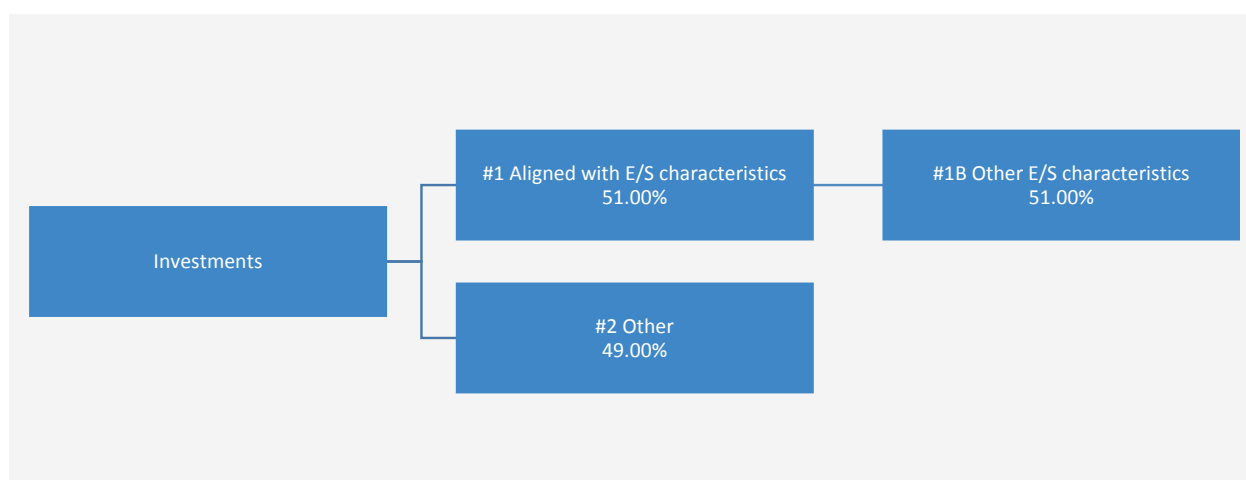 Investments
#1 Aligned with E/S characteristics
51.00%
#1B Other E/S characteristics
51.00%
#2 Other
49.00%